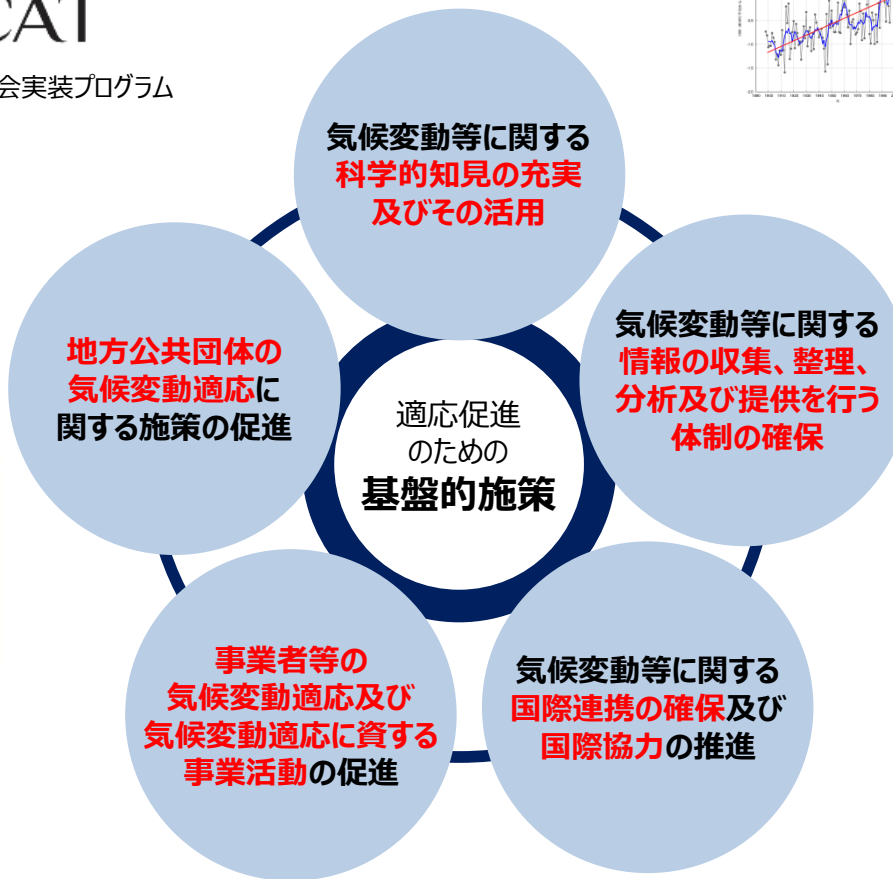 CAT
会実装プログラム
気候変動等に関する
科学的知見の充実
及びその活用
気候変動等に関する
情報の収集、整理、
分析及び提供を行う
体制の確保
地方公共団体の
気候変動適応に
関する施策の促進
適応促進
のための
基盤的施策
事業者等の
気候変動適応及び
気候変動適応に資する
事業活動の促進
気候変動等に関する
国際連携の確保及び
国際協力の推進